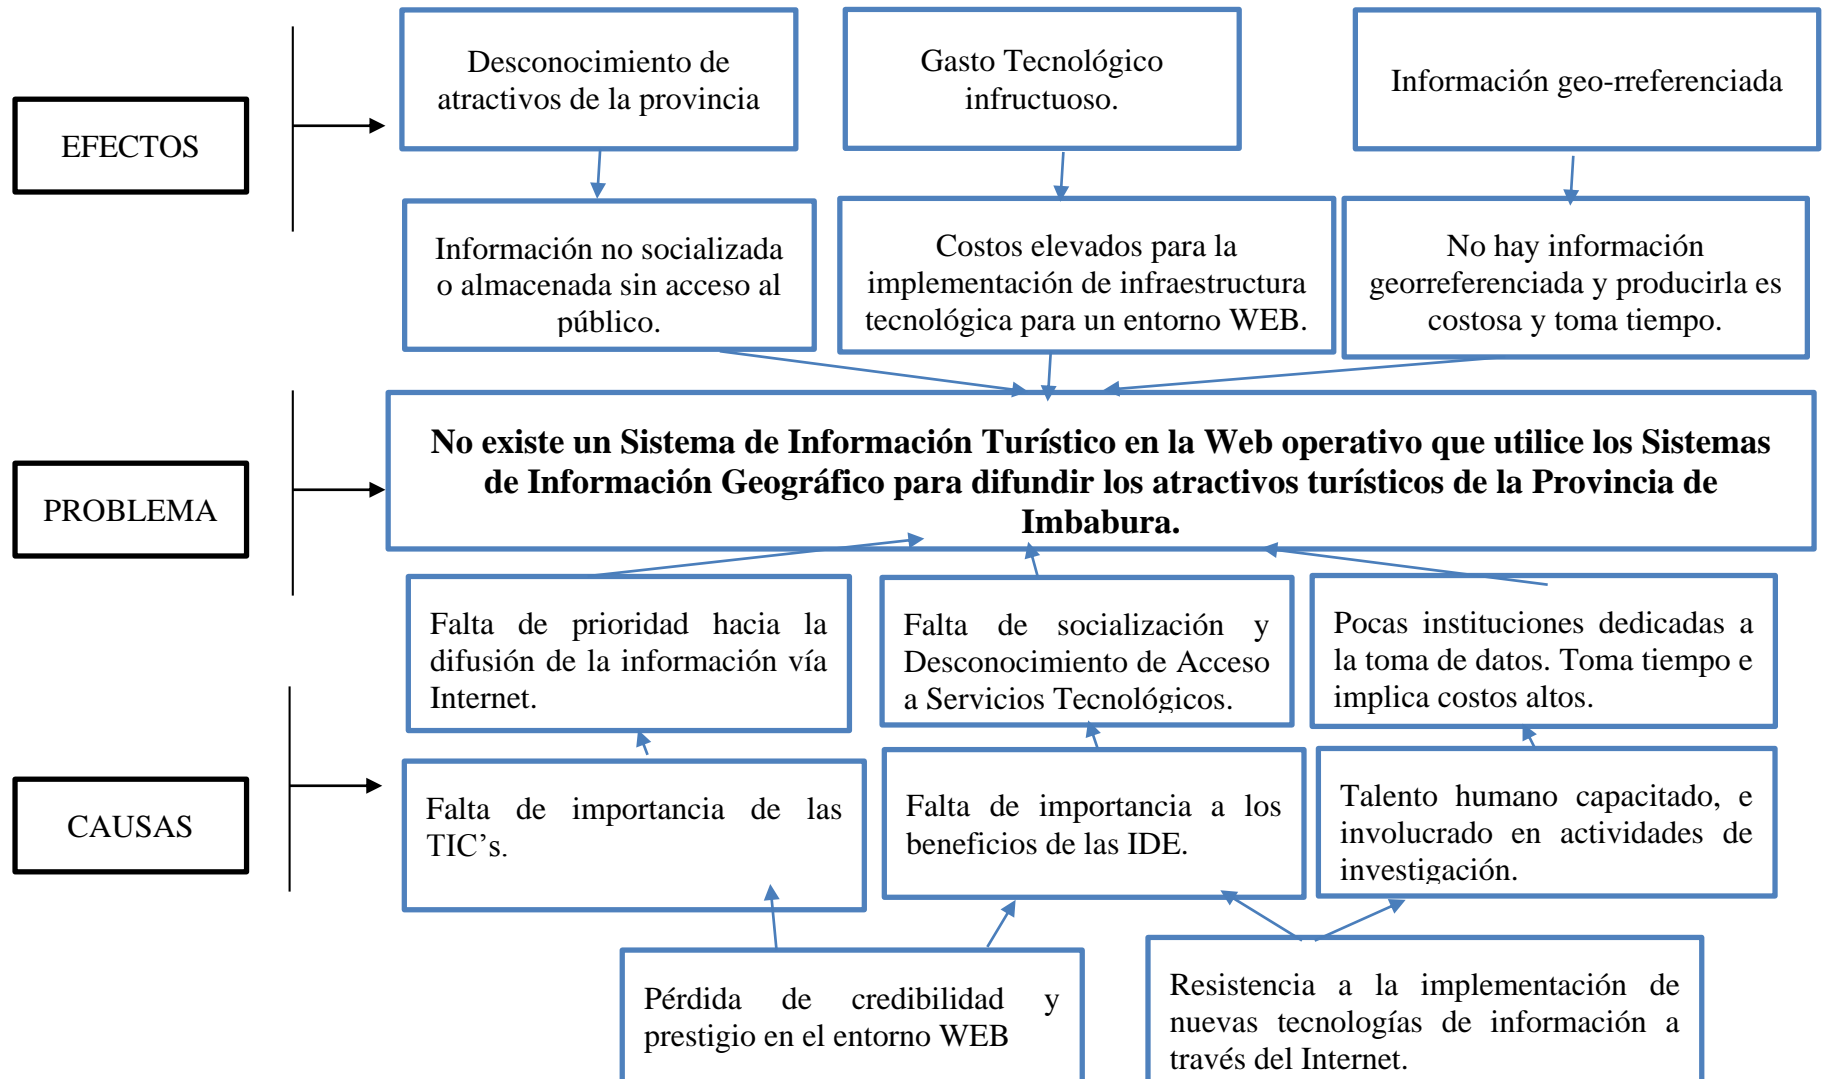 EFECTOS
Desconocimiento de
atractivos de la provincia
Gasto Tecnológico
infructuoso.
Información geo-rreferenciada
Información no socializada
o almacenada sin acceso al
público.
Costos elevados para la
implementación de infraestructura
tecnológica para un entorno WEB.
No hay información
georreferenciada y producirla es
costosa y toma tiempo.
PROBLEMA
No existe un Sistema de Información Turístico en la Web operativo que utilice los Sistemas
de Información Geográfico para difundir los atractivos turísticos de la Provincia de
Imbabura.
CAUSAS
Falta de prioridad hacia la
difusión de la información vía
Internet.
Falta de socialización y
Desconocimiento de Acceso
a Servicios Tecnológicos.
Pocas instituciones dedicadas a
la toma de datos. Toma tiempo e
implica costos altos.
Falta de importancia de las
TIC’s.
Falta de importancia a los
beneficios de las IDE.
Talento humano capacitado, e
involucrado en actividades de
investigación.
Pérdida de credibilidad y
prestigio en el entorno WEB
Resistencia a la implementación de
nuevas tecnologías de información a
través del Internet.